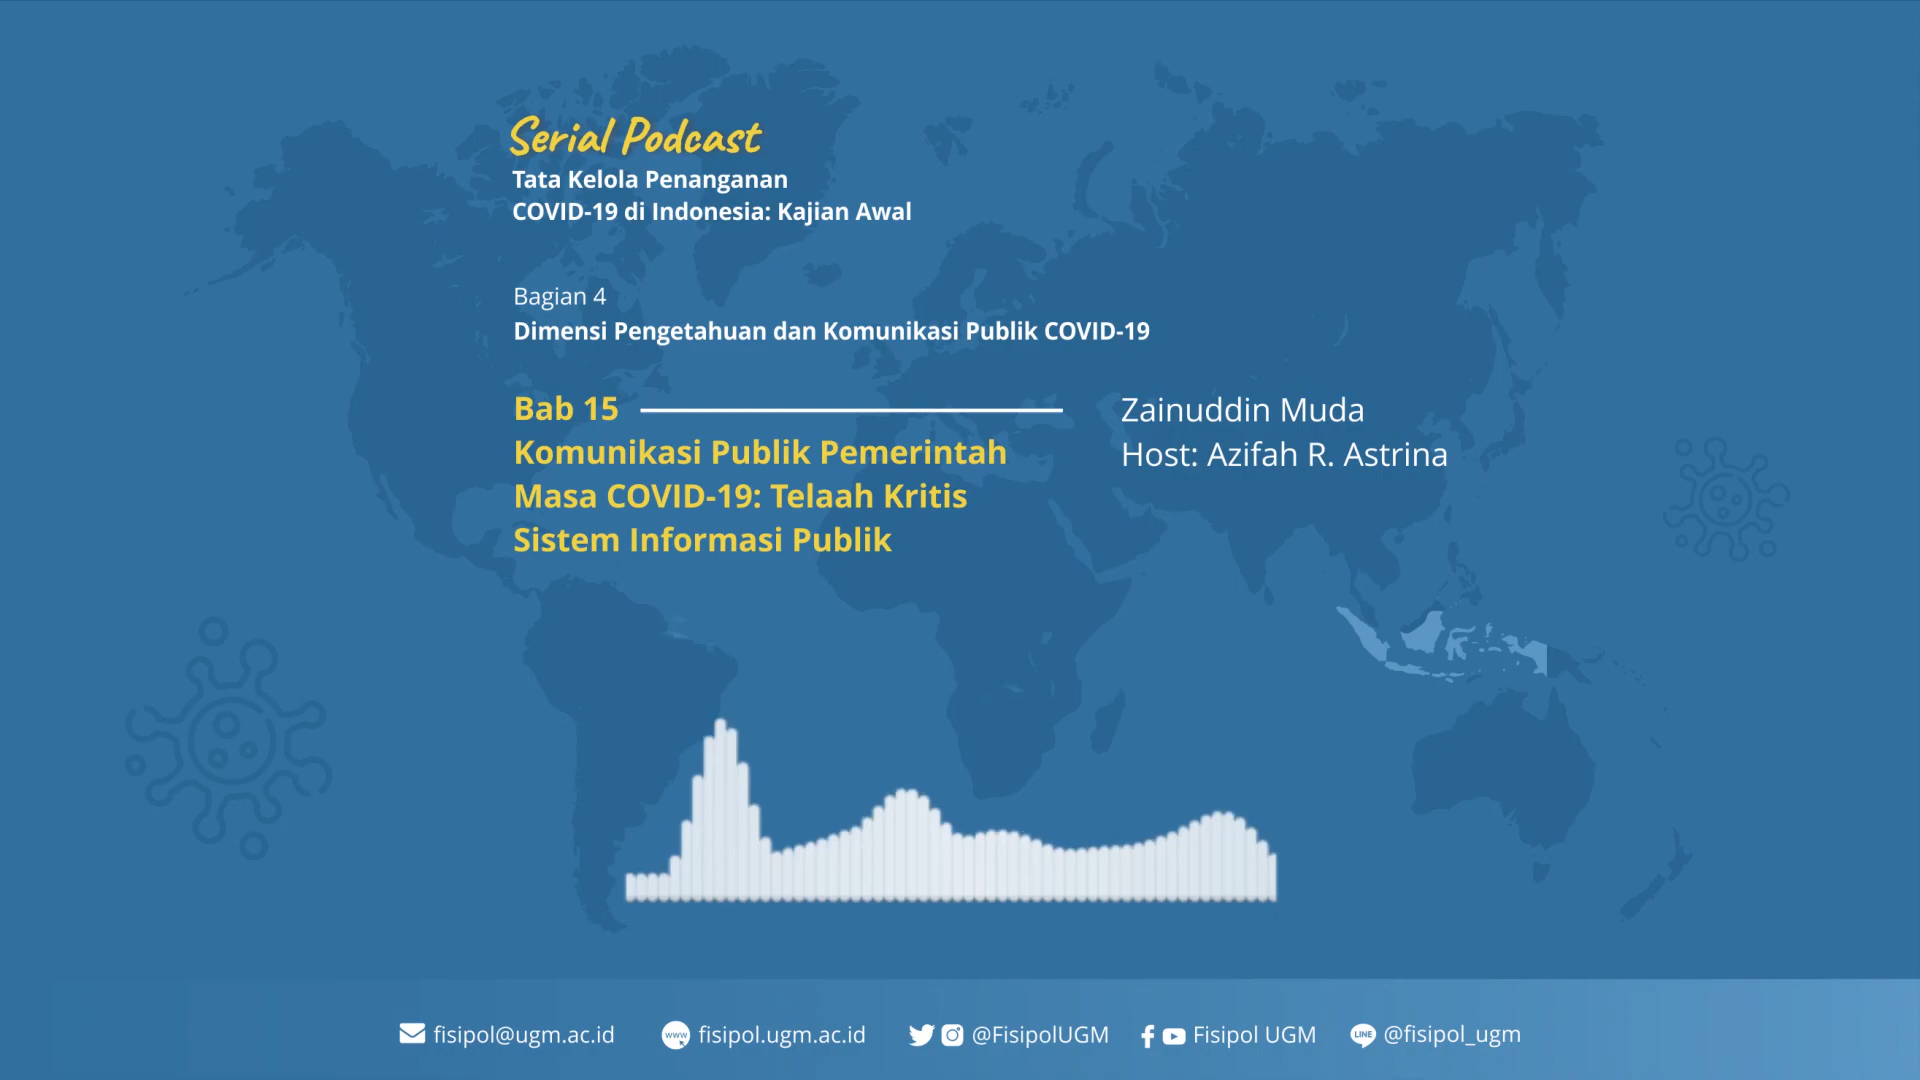 Serial Podcast
Tata Kelola Penanganan
COVID-19 di Indonesia: Kajian Awal
Bagian 4
Dimensi Pengetahuan dan Komunikasi Publik COVID-19
Bab 15
Komunikasi Publik Pemerintah
Masa COVID-19: Telaah Kritis
Sistem Informasi Publik
Zainuddin Muda
Host: Azifah R. Astrina
fisipol@ugm.ac.id
www fisipol.ugm.ac.id
@FisipolUGM
Fisipol UGM
LINE @fisipol_ugm